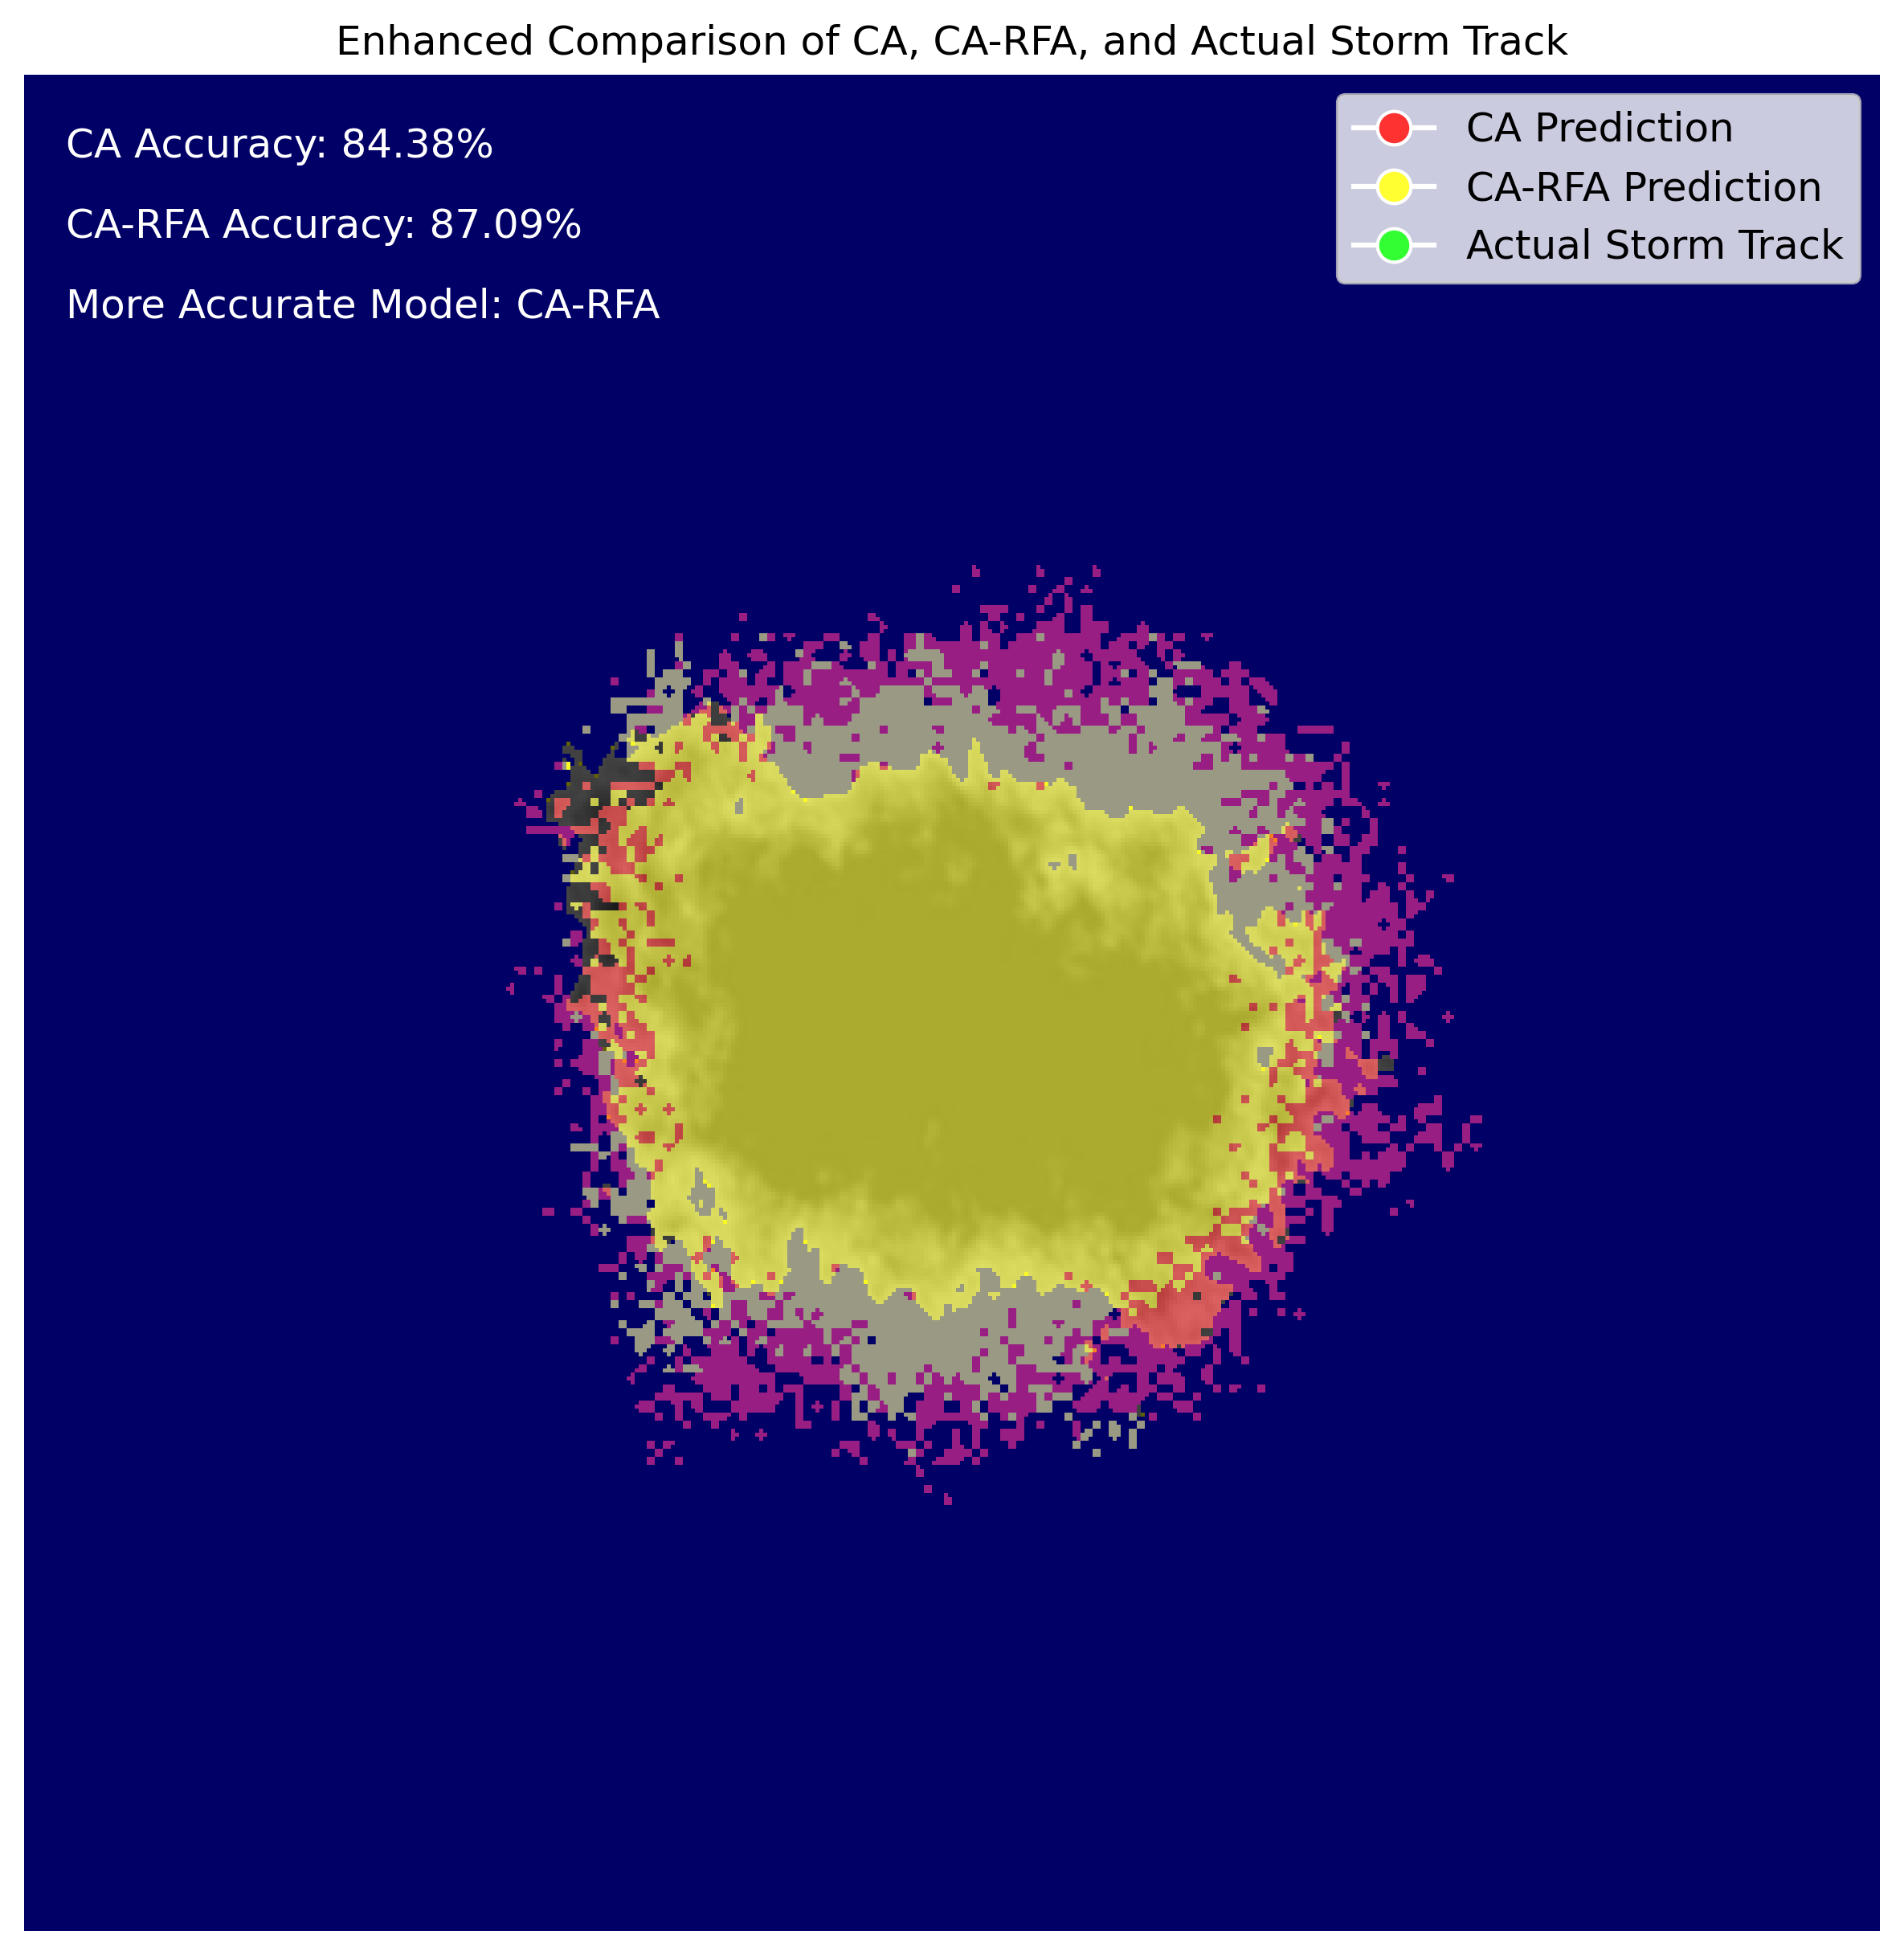 Enhanced Comparison of CA, CA-RFA, and Actual Storm Track
CA Accuracy: 84.38%
CA-RFA Accuracy: 87.09%
More Accurate Model: CA-RFA
CA Prediction
CA-RFA Prediction
Actual Storm Track